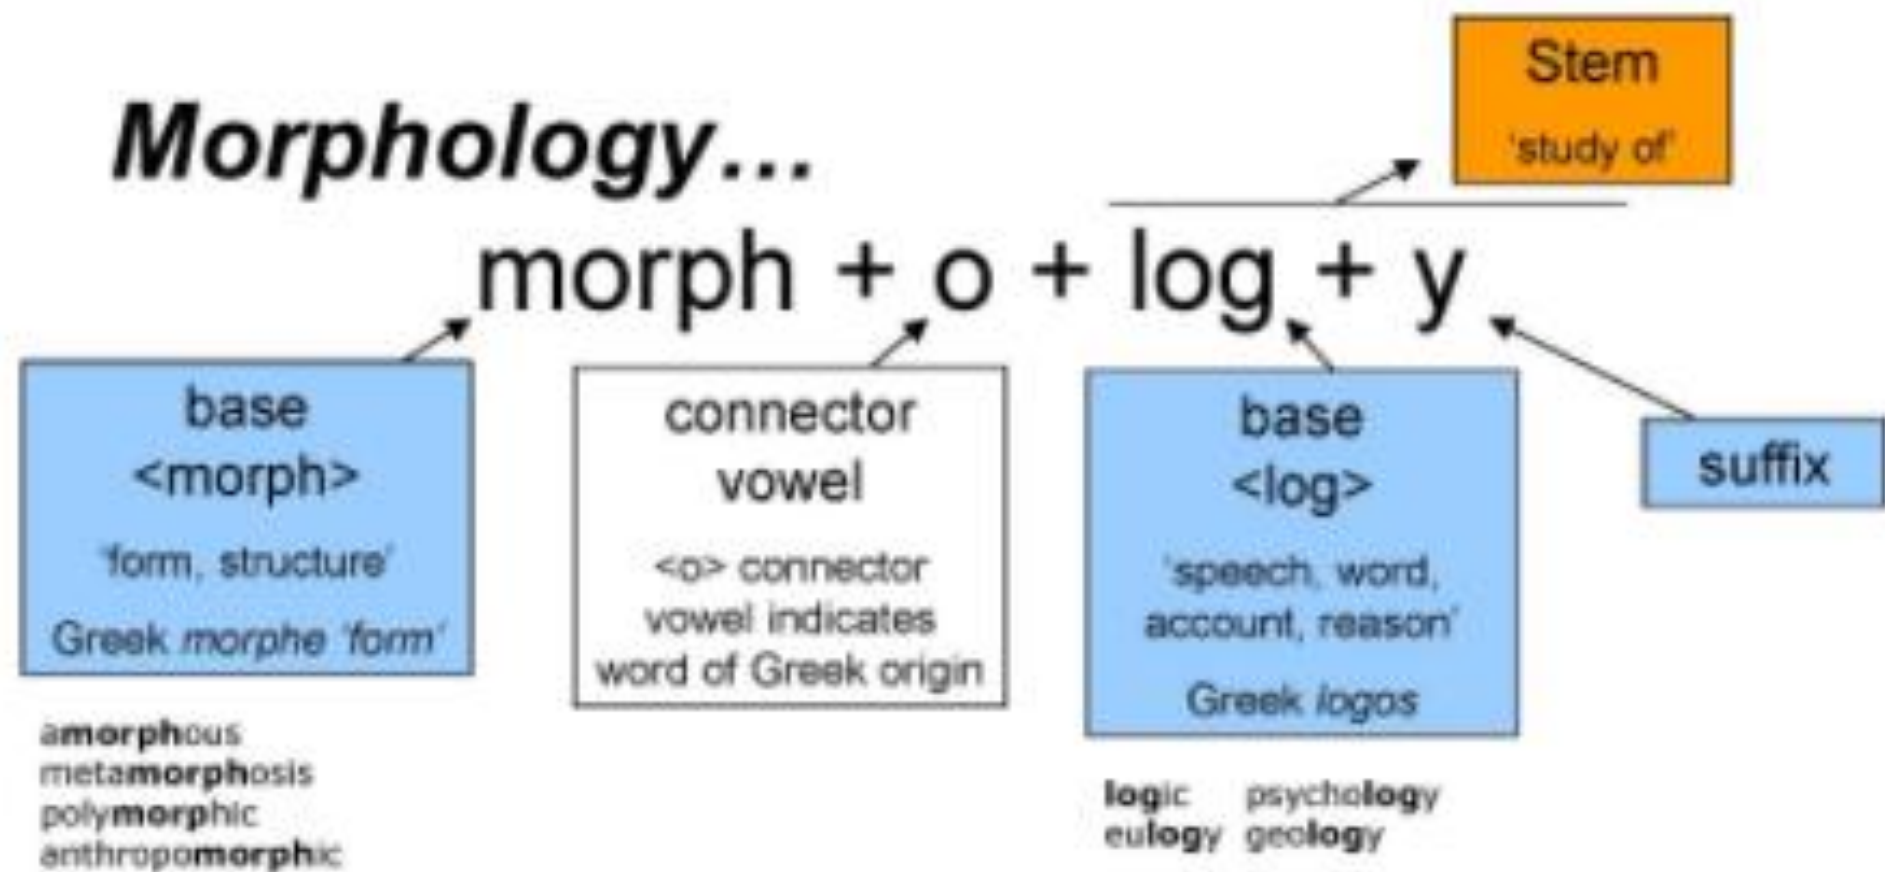 Stem
'study of'
Morphology...
morph + o + log + y
base
<morph>
'form, structure'
Greek morphe 'form'
connector
vowel
<o> connector
vowel indicates
word of Greek origin
base
<log>
'speech, word,
account, reason'
Greek logos
suffix
amorphous
metamorphosis
polymorphic
anthropomorphic
logic psychology
eulogy geology